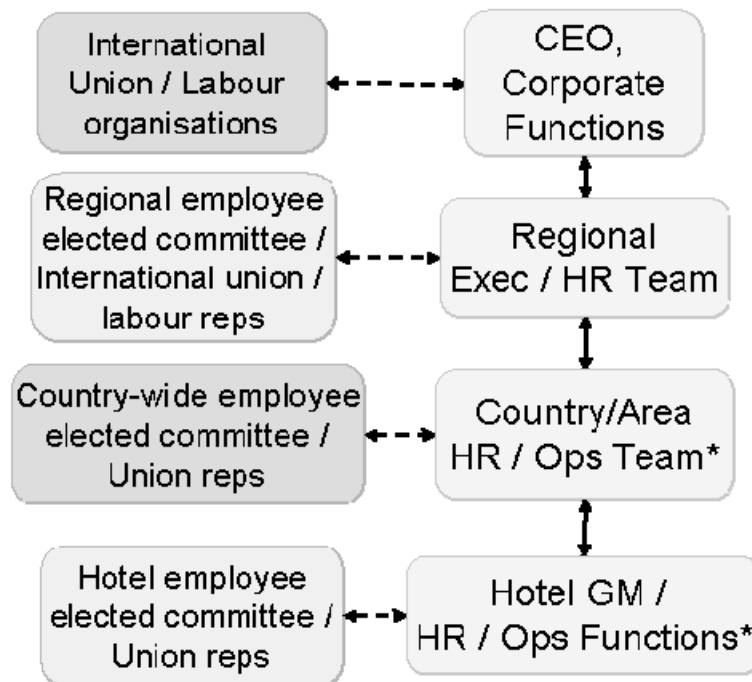 International
Union / Labour
organisations
CEO,
Corporate
Functions
Regional employee
elected committee /
International union /
labour reps
Regional
Exec / HR Team
Country-wide employee
elected committee /
Union reps
Country/Area
HR / Ops Team*
Hotel employee
elected committee /
Union reps
Hotel GM /
HR / Ops Functions*